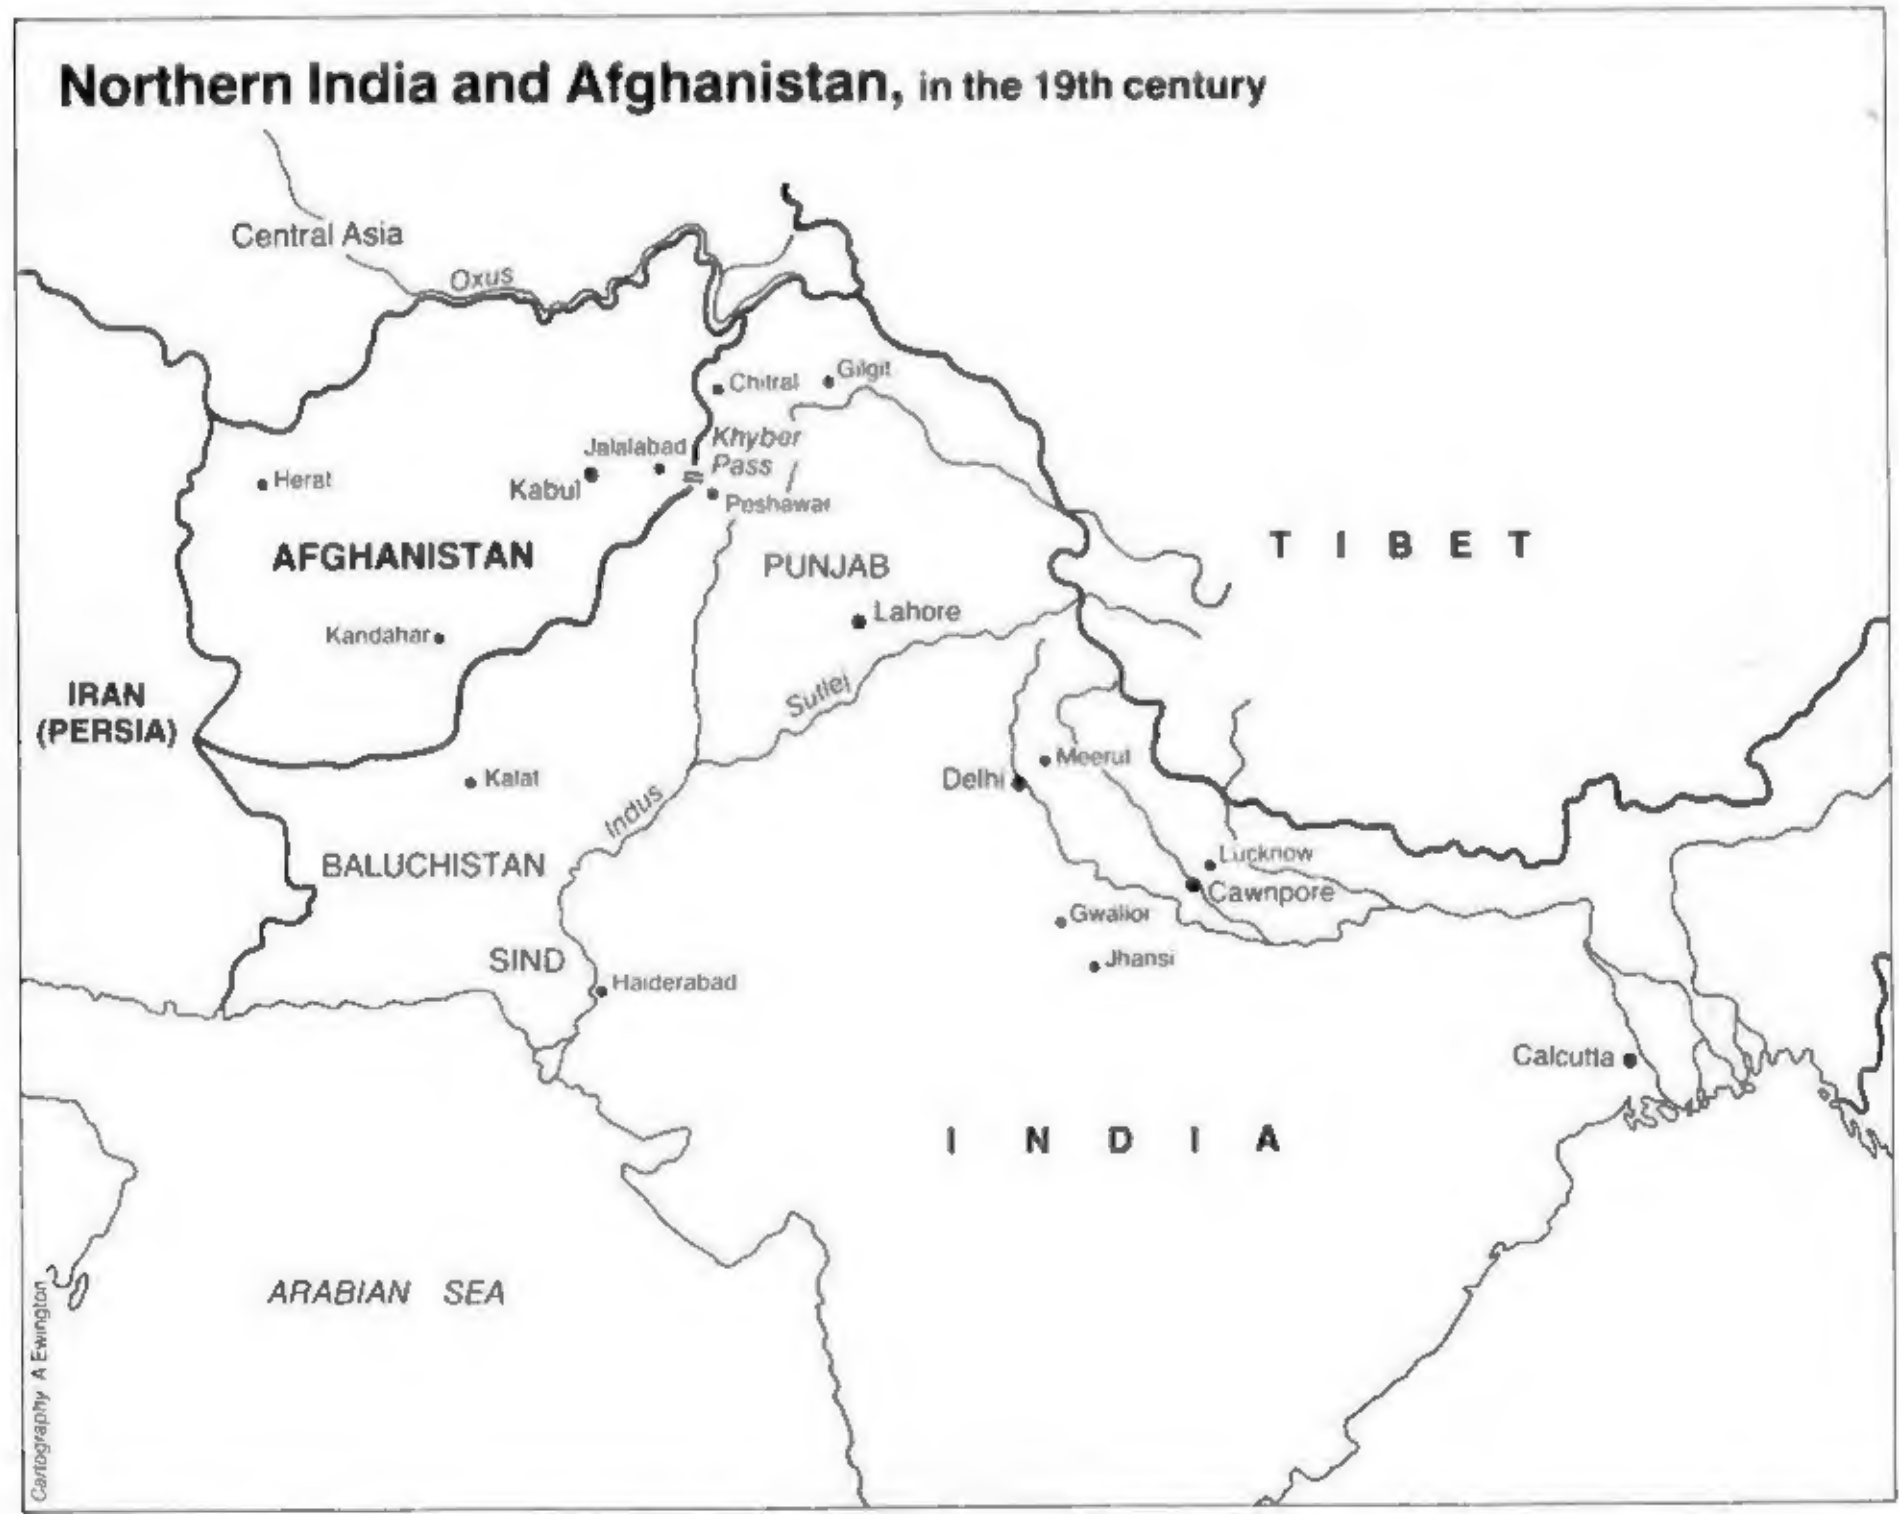 Northern India and Afghanistan, in the 19th century
Central Asia
Oxus
Chitral
Gilgit
Khyber
Pass
Jalalabad
Kabul
Herat
Peshawar
AFGHANISTAN
PUNJAB
TIBET
Lahore
Kandahar
Sutlej
IRAN
(PERSIA)
Kalat
Indus
Delhi
Meerut
BALUCHISTAN
Lucknow
Cawnpore
Gwalior
Jhansi
SIND
Haiderabad
Calcutta
INDIA
ARABIAN SEA
Cartography A Ewington